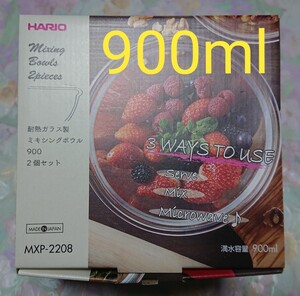 HARIO
900ml
Mixing
Bowls
2pieces
耐熱ガラス製
ミキシングボウル
900
2個セット
3 WAYS TO USE
Serve
Mix
Microwave
MADE IN JAPAN
MXP-2208
満水容量 900ml